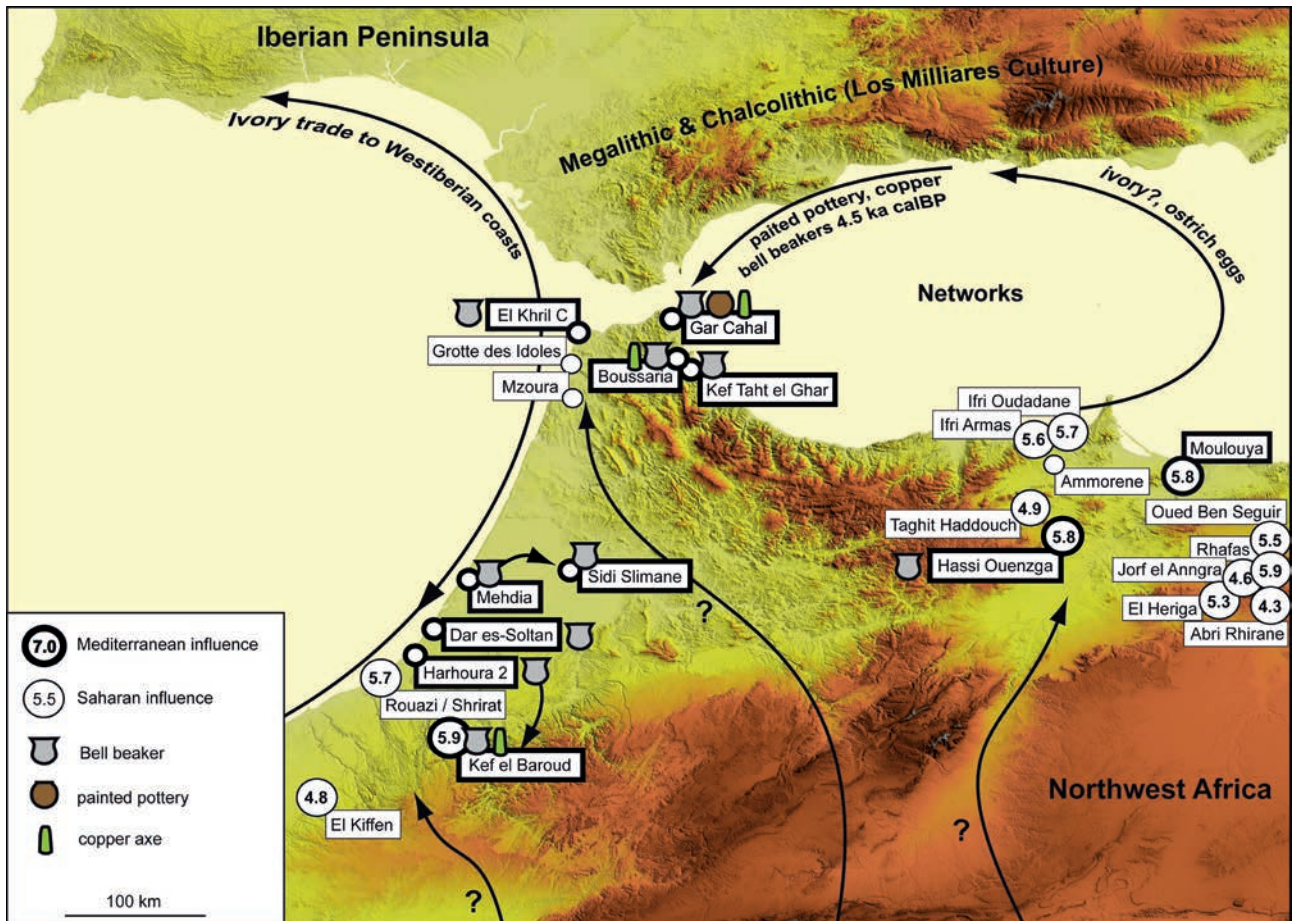 Iberian Peninsula
Megalithic & Chalcolithic (Los Milliares Culture)
?
Ivory trade to Westiberian coasts
paited pottery, copper
bell beakers 4.5 ka calBP
ivory?, ostrich eggs
Networks
El Khril C
Grotte des Idoles
Mzoura
Gar Cahal
Boussaria
Kef Taht el Ghar
Ifri Oudadane
Ifri Armas
5.6
5.7
Ammorene
Moulouya
5.8
Taghit Haddouch
4.9
Hassi Ouenzga
5.8
Oued Ben Seguir
5.5
Rhafas
Jorf el Anngra
4.6
5.9
El Heriga
5.3
4.3
Abri Rhirane
Sidi Slimane
Mehdia
Dar es-Soltan
Harhoura 2
5.7
Rouazi / Shrirat
5.9
Kef el Baroud
4.8
El Kiffen
?
?
?
Northwest Africa
7.0 Mediterranean influence
5.5 Saharan influence
Bell beaker
painted pottery
copper axe
100 km